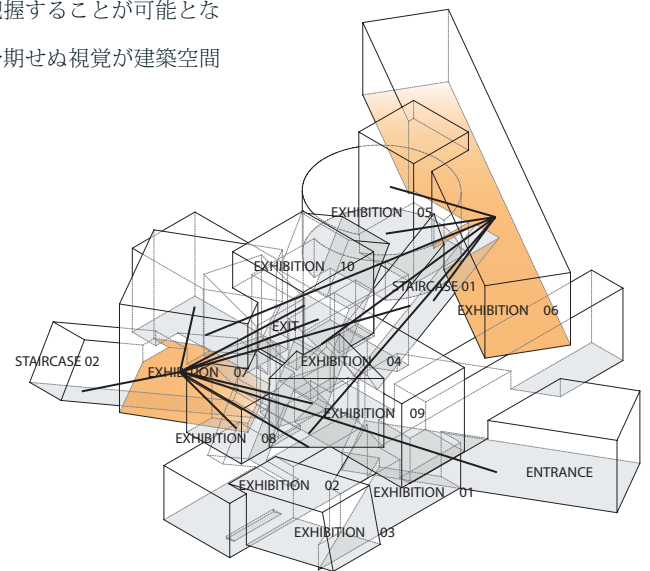 握することが可能とな
期せぬ視覚が建築空間
EXHIBITION 05
EXHIBITION 10
STAIRCASE 01
EXHIBITION 06
EXIT
STAIRCASE 02
EXHIBITION 07
EXHIBITION 04
EXHIBITION 09
EXHIBITION 08
ENTRANCE
EXHIBITION 02
EXHIBITION 01
EXHIBITION 03